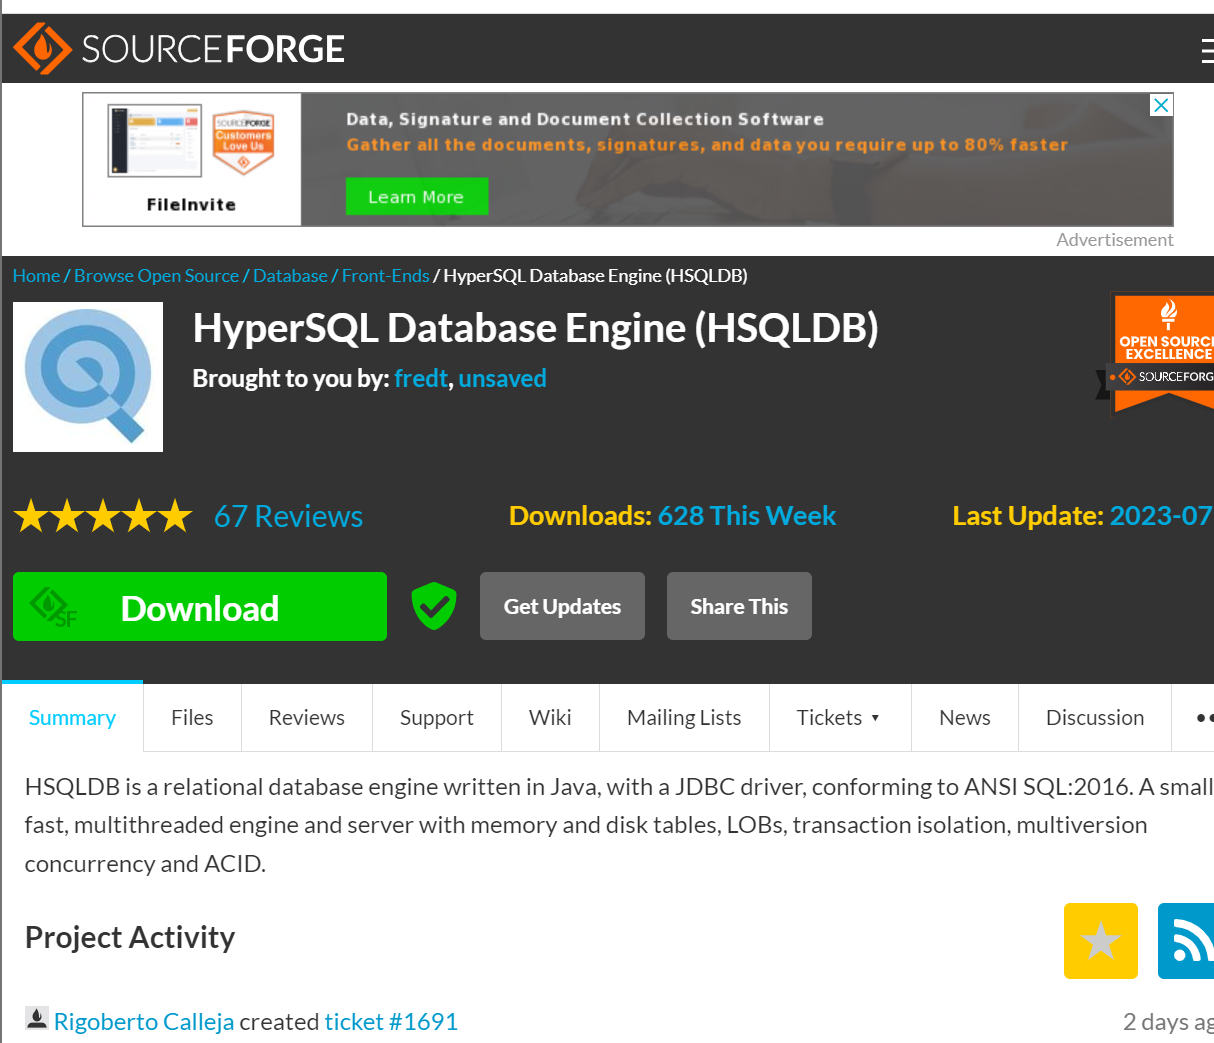 SOURCEFORGE
SOURCEFORGE
Customers
Love Us
FileInvite
Data, Signature and Document Collection Software
Gather all the documents, signatures, and data you require up to 80% faster
Learn More
Advertisement
Home / Browse Open Source / Database / Front-Ends / HyperSQL Database Engine (HSQLDB)
HyperSQL Database Engine (HSQLDB)
Brought to you by: fredt, unsaved
OPEN SOURC
EXCELLENCE
SOURCEFORG
67 Reviews
Downloads: 628 This Week
Last Update: 2023-07
SF
Download
Get Updates
Share This
Summary
Files
Reviews
Support
Wiki
Mailing Lists
Tickets ▼
News
Discussion
HSQLDB is a relational database engine written in Java, with a JDBC driver, conforming to ANSI SQL:2016. A small
fast, multithreaded engine and server with memory and disk tables, LOBs, transaction isolation, multiversion
concurrency and ACID.
Project Activity
Rigoberto Calleja created ticket #1691
2 days ag